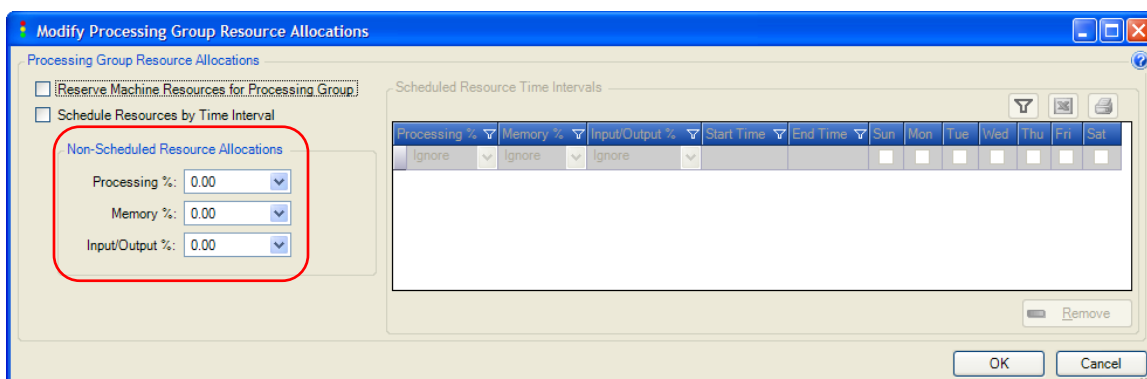 Modify Processing Group Resource Allocations
Processing Group Resource Allocations
Reserve Machine Resources for Processing Group
Schedule Resources by Time Interval
Non-Scheduled Resource Allocations
Processing %: 0.00
Memory %: 0.00
Input/Output %: 0.00
Scheduled Resource Time Intervals
Processing % Memory % Input/Output % Start Time End Time Sun Mon Tue Wed Thu Fri Sat
Ignore Ignore Ignore
Remove
OK Cancel